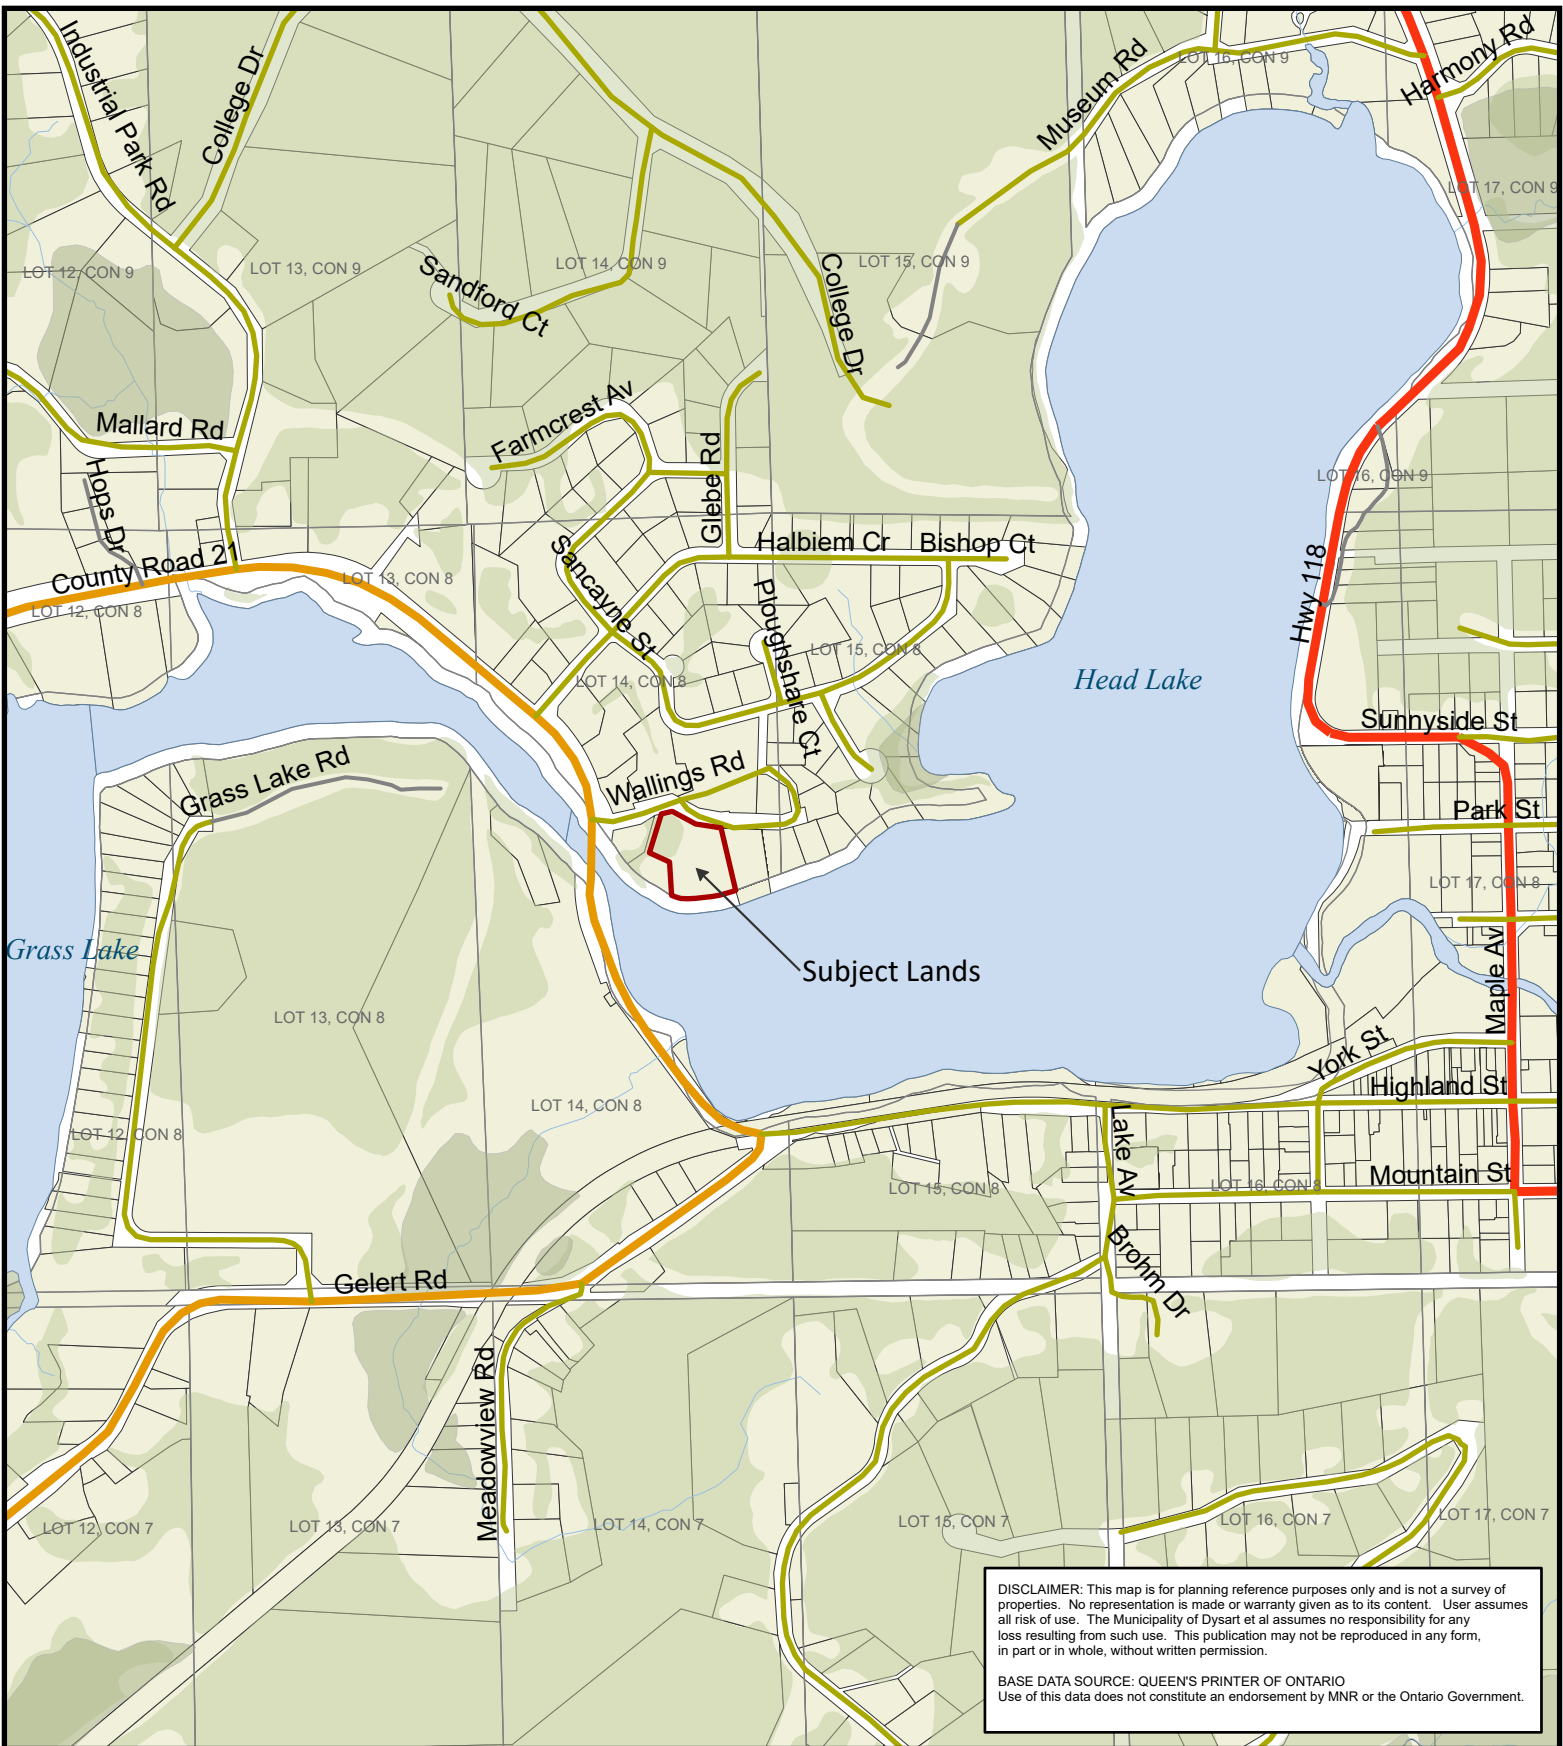 Industrial Park Rd
College Dr
Museum Rd
LOT 16, CON 9
Harmony Rd
LOT 17, CON 9
LOT 12, CON 9
LOT 13, CON 9
Sandford Ct
LOT 14, CON 9
College Dr
LOT 15, CON 9
Mallard Rd
Farmcrest Av
Glebe Rd
LOT 16, CON 9
Hops Dr
County Road 21
LOT 12, CON 8
LOT 13, CON 8
Sancayne St
Halbiem Cr
Bishop Ct
Ploughshare Ct
Hwy 118
LOT 14, CON 8
LOT 15, CON 8
Head Lake
Sunnyside St
Grass Lake Rd
Wallings Rd
Park St
LOT 17, CON 8
Grass Lake
Subject Lands
Maple Av
LOT 13, CON 8
York St
Highland St
LOT 14, CON 8
LOT 12, CON 8
Lake Av
LOT 15, CON 8
LOT 16, CON 8
Mountain St
Brohm Dr
Gelert Rd
Meadowview Rd
LOT 12, CON 7
LOT 13, CON 7
LOT 14, CON 7
LOT 15, CON 7
LOT 16, CON 7
LOT 17, CON 7
DISCLAIMER: This map is for planning reference purposes only and is not a survey of
properties. No representation is made or warranty given as to its content. User assumes
all risk of use. The Municipality of Dysart et al assumes no responsibility for any
loss resulting from such use. This publication may not be reproduced in any form,
in part or in whole, without written permission.
BASE DATA SOURCE: QUEEN'S PRINTER OF ONTARIO
Use of this data does not constitute an endorsement by MNR or the Ontario Government.